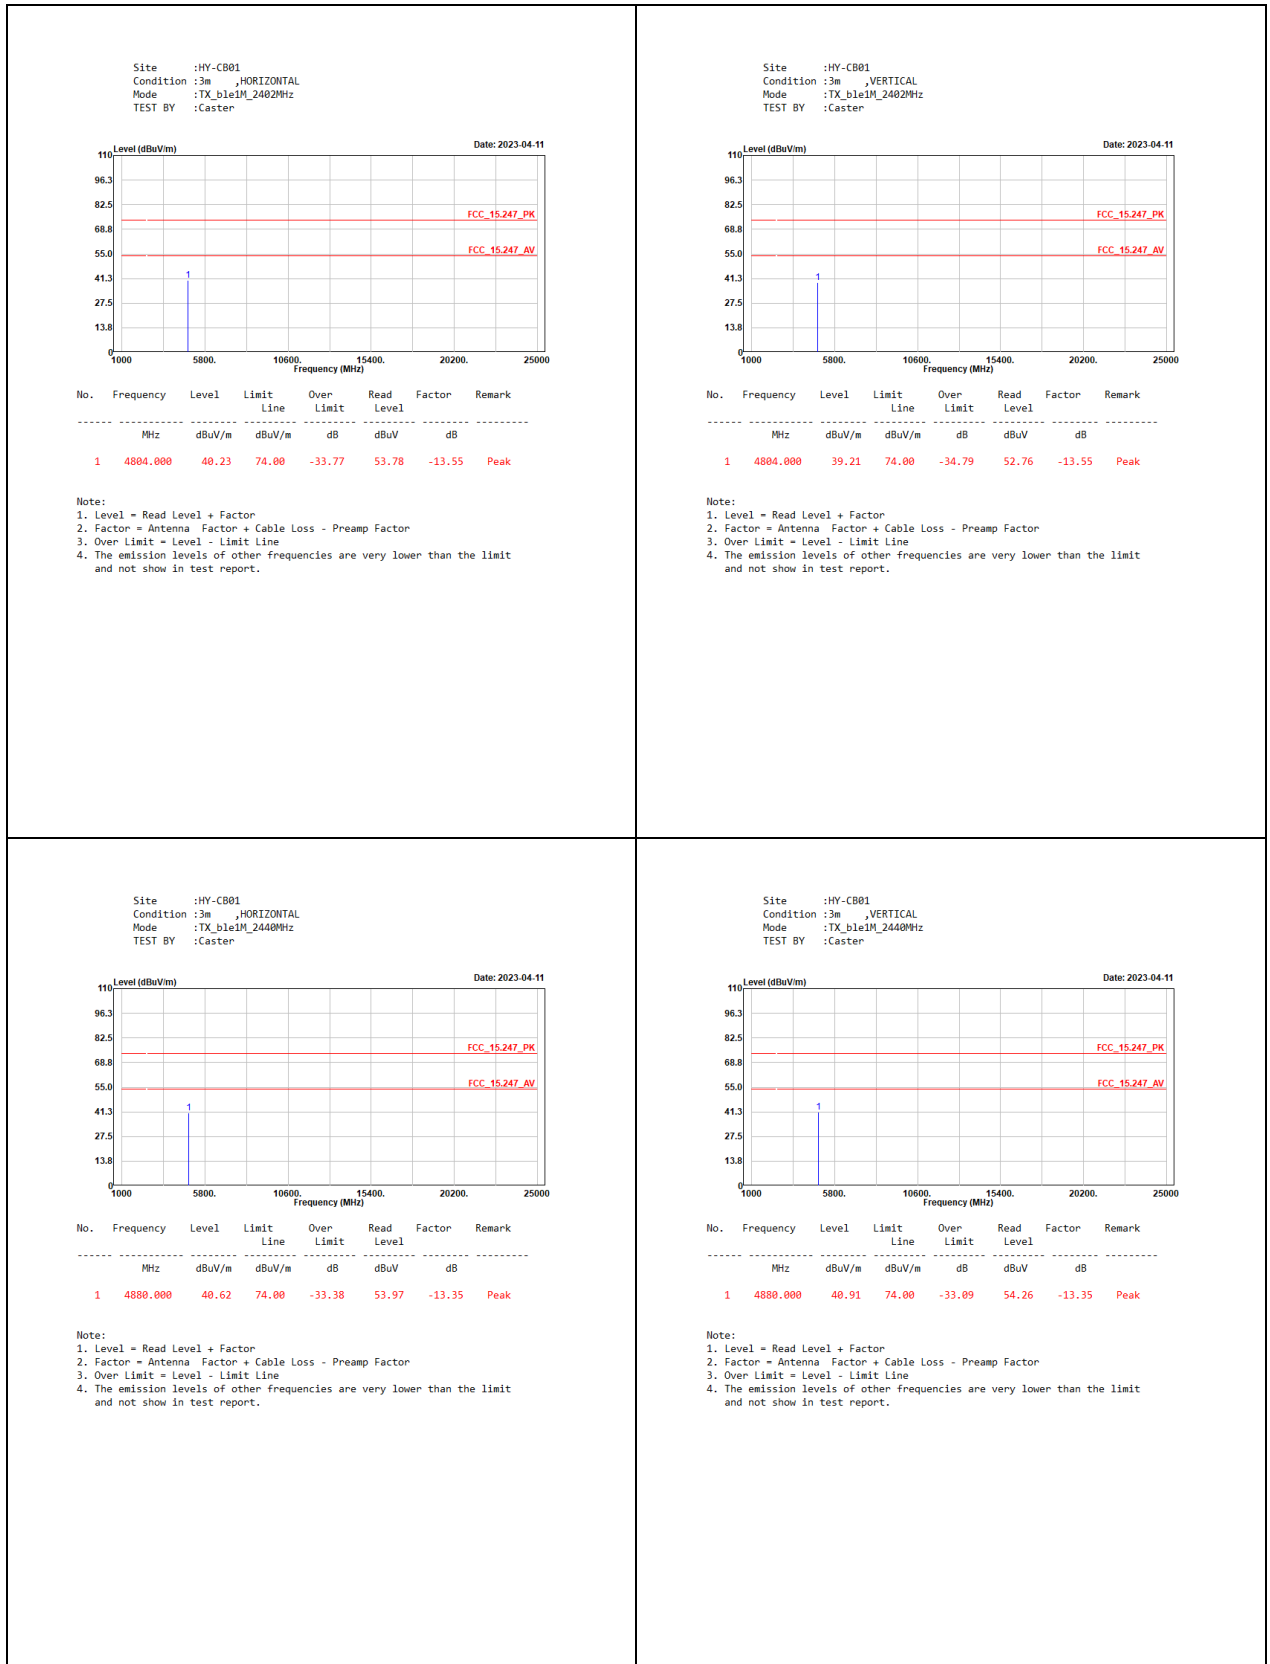 Site      :HY-CB01
Condition :3m    ,HORIZONTAL
Mode      :TX_ble1M_2402MHz
TEST BY   :Caster
Level (dBuV/m)
Date: 2023-04-11
110
96.3
82.5
FCC_15.247_PK
68.8
FCC_15.247_AV
55.0
41.3
1
27.5
13.8
0
1000 5800. 10600. 15400. 20200. 25000
Frequency (MHz)
No. Frequency Level Limit Over Read Factor Remark
Line Limit Level
------ ----------- -------- --------- --------- -------- -------- ---------
MHz dBuV/m dBuV/m dB dBuV dB
1 4804.000 40.23 74.00 -33.77 53.78 -13.55 Peak
Note:
1. Level = Read Level + Factor
2. Factor = Antenna  Factor + Cable Loss - Preamp Factor
3. Over Limit = Level - Limit Line
4. The emission levels of other frequencies are very lower than the limit
and not show in test report.
Site      :HY-CB01
Condition :3m    ,VERTICAL
Mode      :TX_ble1M_2402MHz
TEST BY   :Caster
Level (dBuV/m)
Date: 2023-04-11
110
96.3
82.5
FCC_15.247_PK
68.8
FCC_15.247_AV
55.0
41.3
1
27.5
13.8
0
1000 5800. 10600. 15400. 20200. 25000
Frequency (MHz)
No. Frequency Level Limit Over Read Factor Remark
Line Limit Level
------ ----------- -------- --------- --------- -------- -------- ---------
MHz dBuV/m dBuV/m dB dBuV dB
1 4804.000 39.21 74.00 -34.79 52.76 -13.55 Peak
Note:
1. Level = Read Level + Factor
2. Factor = Antenna  Factor + Cable Loss - Preamp Factor
3. Over Limit = Level - Limit Line
4. The emission levels of other frequencies are very lower than the limit
and not show in test report.
Site      :HY-CB01
Condition :3m    ,HORIZONTAL
Mode      :TX_ble1M_2440MHz
TEST BY   :Caster
Level (dBuV/m)
Date: 2023-04-11
110
96.3
82.5
FCC_15.247_PK
68.8
FCC_15.247_AV
55.0
41.3
1
27.5
13.8
0
1000 5800. 10600. 15400. 20200. 25000
Frequency (MHz)
No. Frequency Level Limit Over Read Factor Remark
Line Limit Level
------ ----------- -------- --------- --------- -------- -------- ---------
MHz dBuV/m dBuV/m dB dBuV dB
1 4880.000 40.62 74.00 -33.38 53.97 -13.35 Peak
Note:
1. Level = Read Level + Factor
2. Factor = Antenna  Factor + Cable Loss - Preamp Factor
3. Over Limit = Level - Limit Line
4. The emission levels of other frequencies are very lower than the limit
and not show in test report.
Site      :HY-CB01
Condition :3m    ,VERTICAL
Mode      :TX_ble1M_2440MHz
TEST BY   :Caster
Level (dBuV/m)
Date: 2023-04-11
110
96.3
82.5
FCC_15.247_PK
68.8
FCC_15.247_AV
55.0
41.3
1
27.5
13.8
0
1000 5800. 10600. 15400. 20200. 25000
Frequency (MHz)
No. Frequency Level Limit Over Read Factor Remark
Line Limit Level
------ ----------- -------- --------- --------- -------- -------- ---------
MHz dBuV/m dBuV/m dB dBuV dB
1 4880.000 40.91 74.00 -33.09 54.26 -13.35 Peak
Note:
1. Level = Read Level + Factor
2. Factor = Antenna  Factor + Cable Loss - Preamp Factor
3. Over Limit = Level - Limit Line
4. The emission levels of other frequencies are very lower than the limit
and not show in test report.